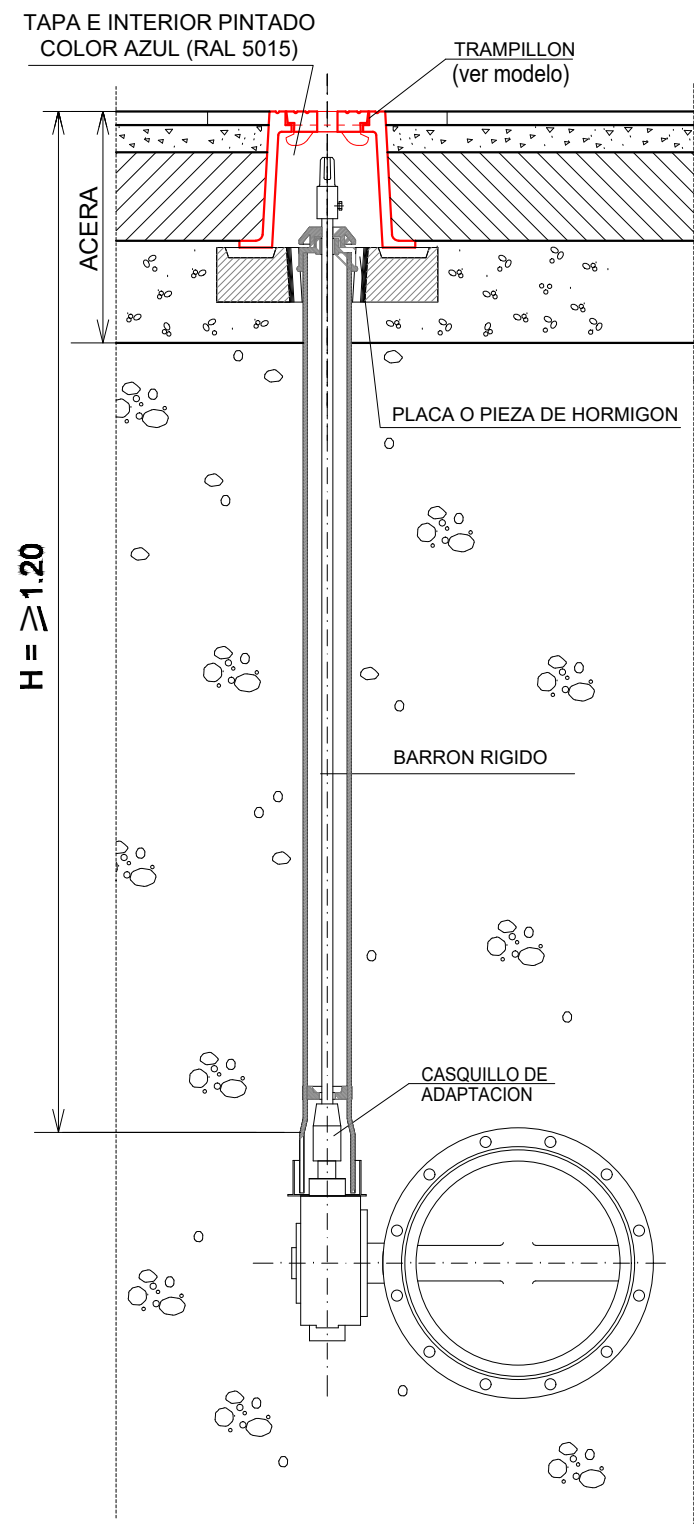 TAPA E INTERIOR PINTADO
COLOR AZUL (RAL 5015)
TRAMPILLON
(ver modelo)
ACERA
PLACA O PIEZA DE HORMIGON
H = ≥1.20
BARRON RIGIDO
CASQUILLO DE
ADAPTACION